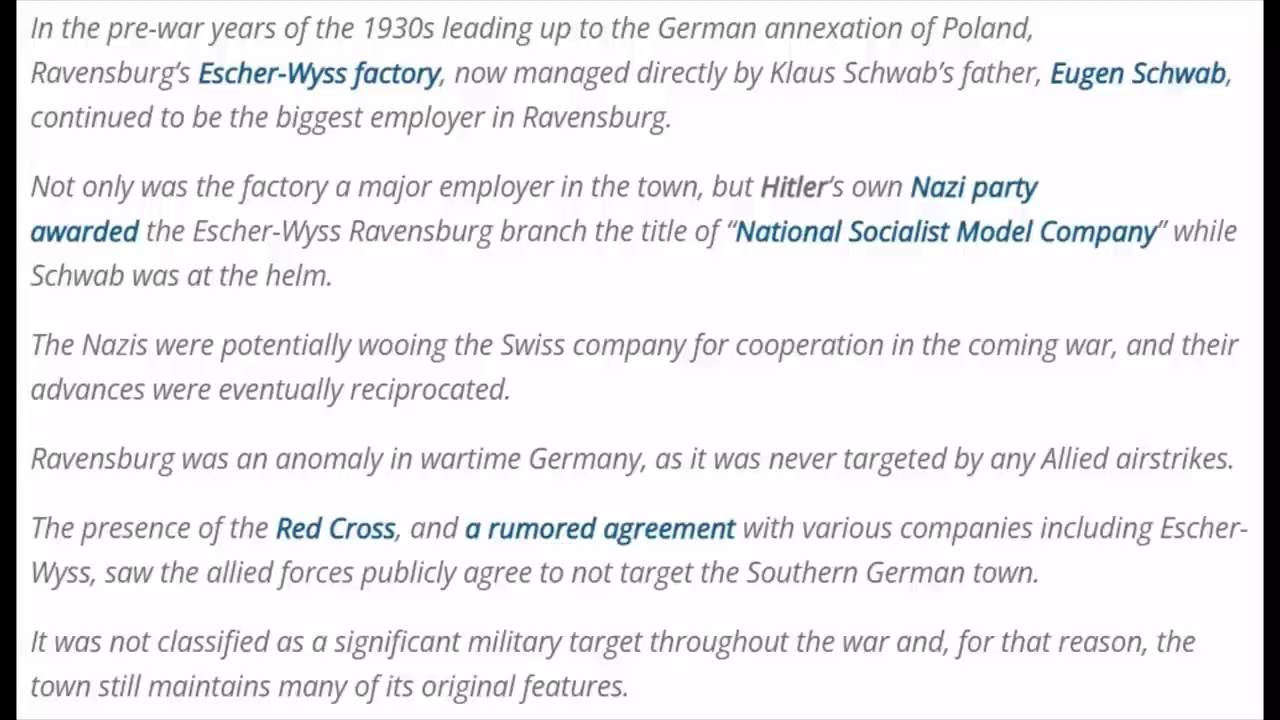 In the pre-war years of the 1930s leading up to the German annexation of Poland,
Ravensburg's Escher-Wyss factory, now managed directly by Klaus Schwab's father, Eugen Schwab,
continued to be the biggest employer in Ravensburg.
Not only was the factory a major employer in the town, but Hitler's own Nazi party
awarded the Escher-Wyss Ravensburg branch the title of “National Socialist Model Company” while
Schwab was at the helm.
The Nazis were potentially wooing the Swiss company for cooperation in the coming war, and their
advances were eventually reciprocated.
Ravensburg was an anomaly in wartime Germany, as it was never targeted by any Allied airstrikes.
The presence of the Red Cross, and a rumored agreement with various companies including Escher-
Wyss, saw the allied forces publicly agree to not target the Southern German town.
It was not classified as a significant military target throughout the war and, for that reason, the
town still maintains many of its original features.